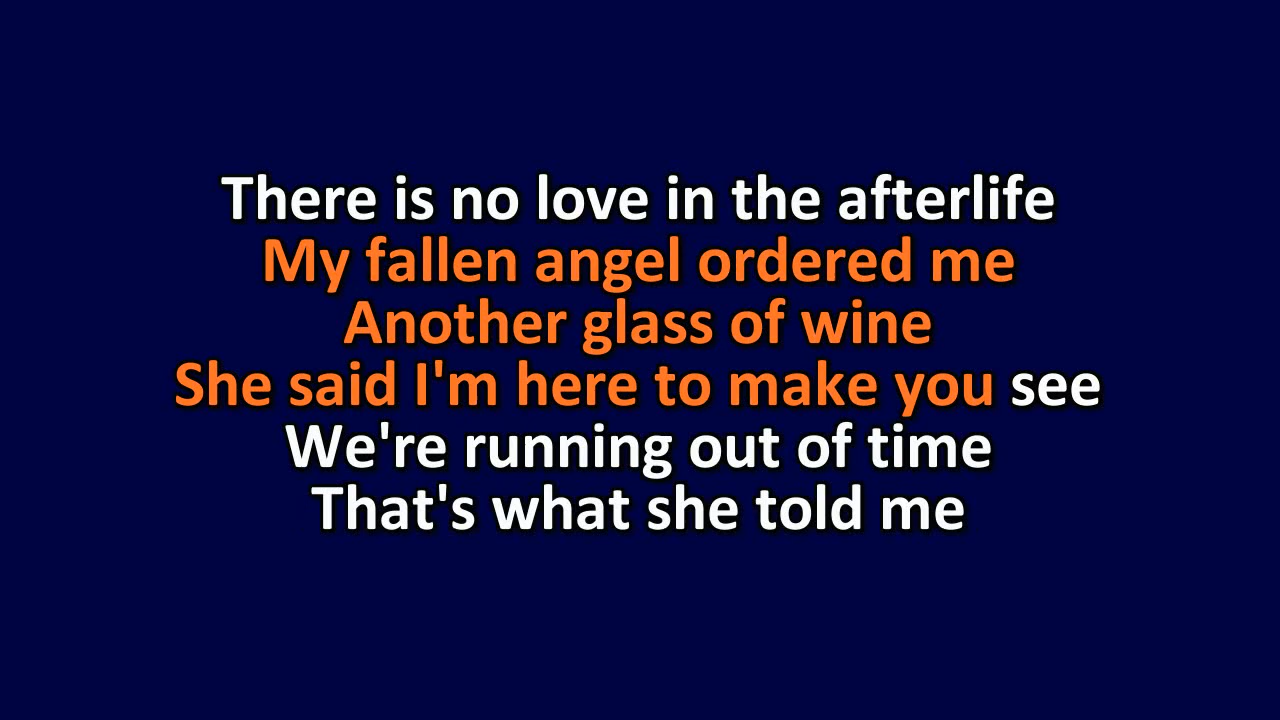 There is no love in the afterlife
My fallen angel ordered me
Another glass of wine
She said I'm here to make you see
We're running out of time
That's what she told me